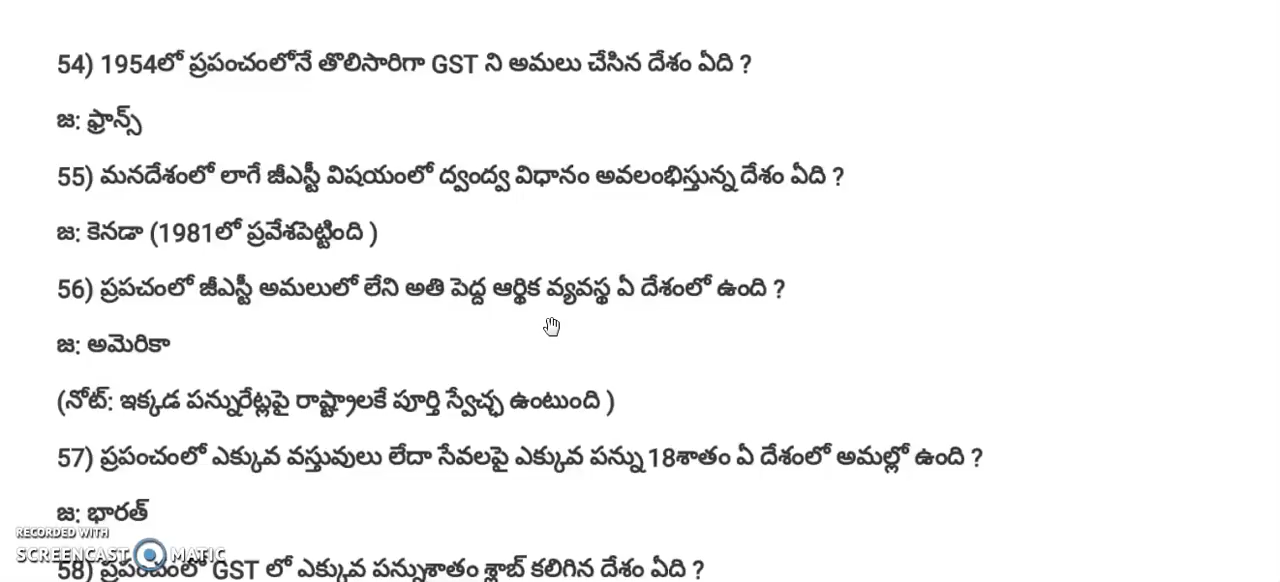 54) 1954లో ప్రపంచంలోనే తొలిసారిగా GST ని అమలు చేసిన దేశం ఏది ?
జ: ఫ్రాన్స్
55) మనదేశంలో లాగే జీఎస్టీ విషయంలో ద్వంద్వ విధానం అవలంభిస్తున్న దేశం ఏది ?
జ: కెనడా (1981లో ప్రవేశపెట్టింది )
56) ప్రపచంలో జీఎస్టీ అమలులో లేని అతి పెద్ద ఆర్థిక వ్యవస్థ ఏ దేశంలో ఉంది ?
జ: అమెరికా
(నోట్: ఇక్కడ పన్నురేట్లపై రాష్ట్రాలకే పూర్తి స్వేచ్ఛ ఉంటుంది )
57) ప్రపంచంలో ఎక్కువ వస్తువులు లేదా సేవలపై ఎక్కువ పన్ను 18శాతం ఏ దేశంలో అమల్లో ఉంది ?
జ: భారత్
RECORDED WITH
SCREENCAST MATIC
58) ప్రపంచంలో GST లో ఎక్కువ పన్నుశాతం శ్లాబ్ కలిగిన దేశం ఏది ?